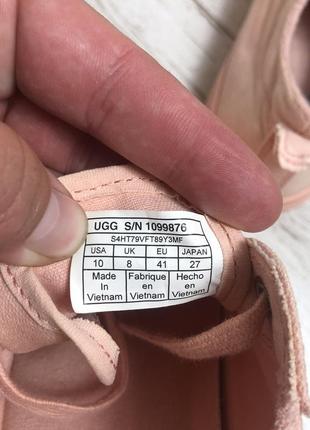 UGG S/N 1099876
S4HT79VFT89Y3MF
USA UK EU JAPAN
10 8 41 27
Made In Vietnam Fabrique en Vietnam Hecho en Vietnam